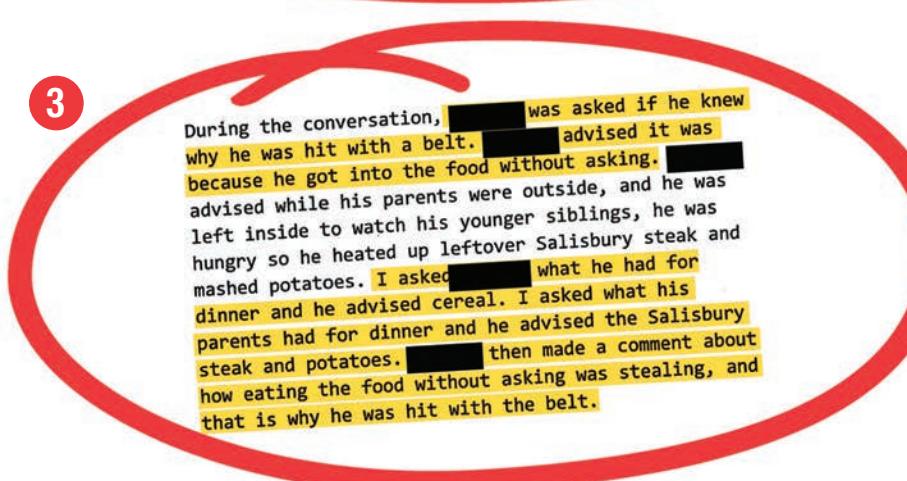 3
During the conversation, was asked if he knew
why he was hit with a belt. advised it was
because he got into the food without asking.
advised while his parents were outside, and he was
left inside to watch his younger siblings, he was
hungry so he heated up leftover Salisbury steak and
mashed potatoes. I asked what he had for
dinner and he advised cereal. I asked what his
parents had for dinner and he advised the Salisbury
steak and potatoes. then made a comment about
how eating the food without asking was stealing, and
that is why he was hit with the belt.